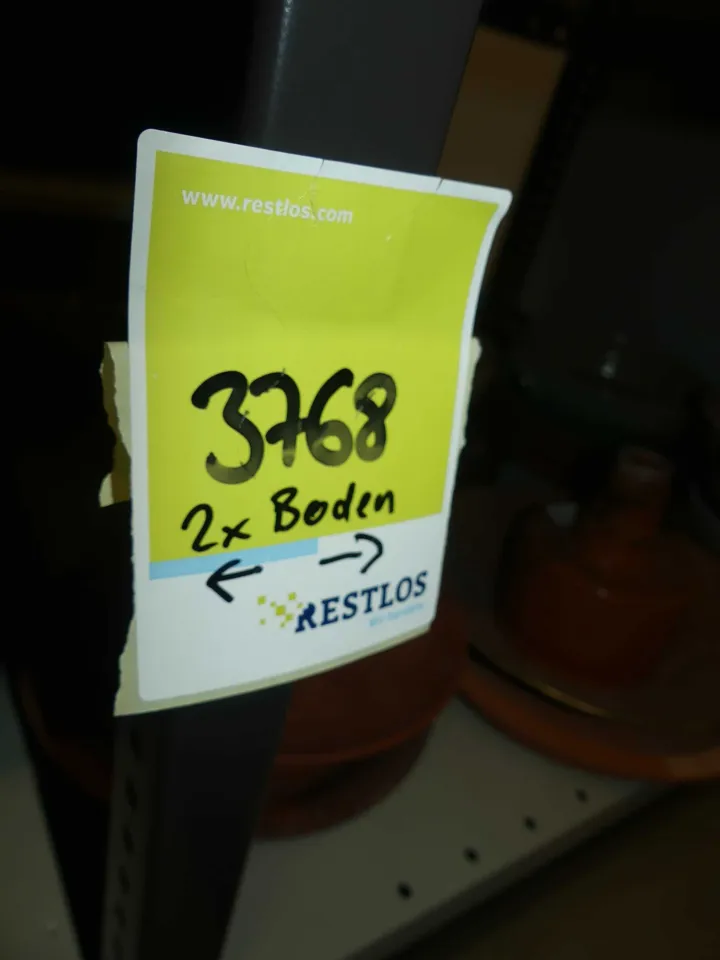 www.restlos.com
3768
2x Boden
← →
RESTLOS